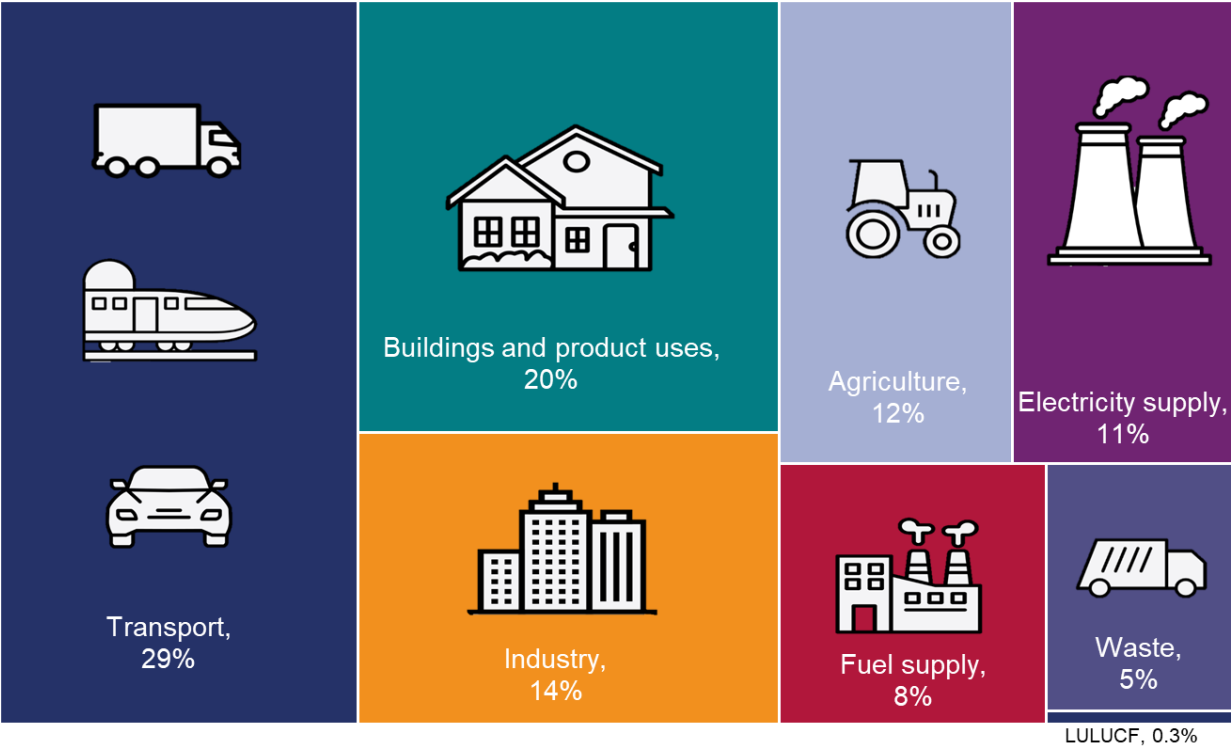 Transport,
29%
Buildings and product uses,
20%
Industry,
14%
Agriculture,
12%
Electricity supply,
11%
Fuel supply,
8%
Waste,
5%
LULUCF, 0.3%